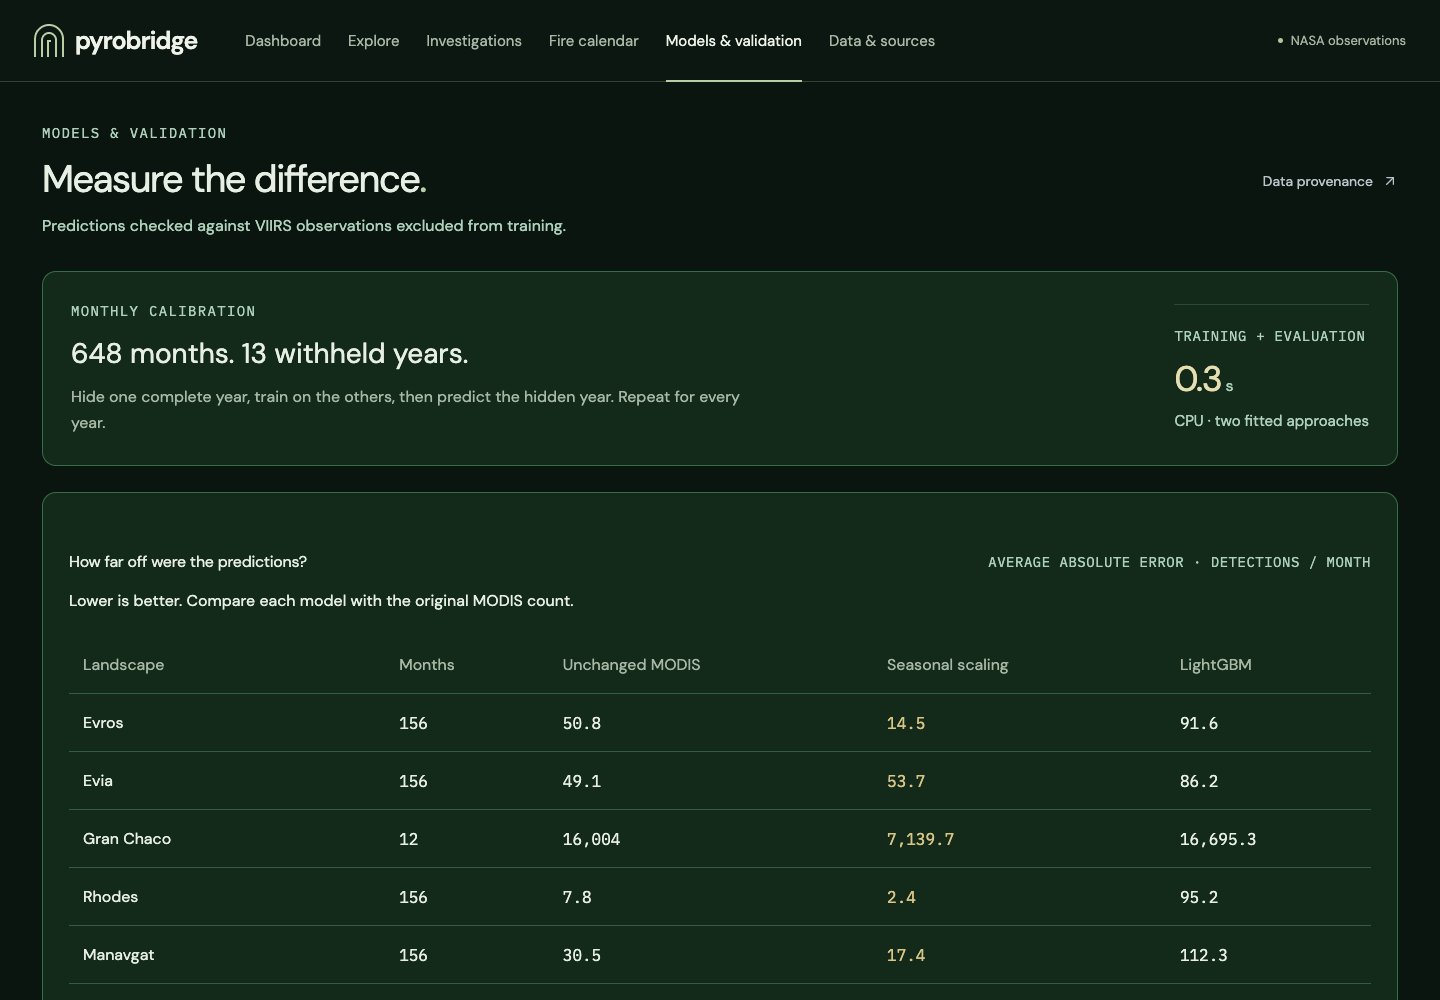 pyrobridge
Dashboard
Explore
Investigations
Fire calendar
Models & validation
Data & sources
NASA observations
MODELS & VALIDATION
Measure the difference.
Data provenance
Predictions checked against VIIRS observations excluded from training.
MONTHLY CALIBRATION
648 months. 13 withheld years.
Hide one complete year, train on the others, then predict the hidden year. Repeat for every
year.
TRAINING + EVALUATION
0.3 s
CPU · two fitted approaches
How far off were the predictions?
AVERAGE ABSOLUTE ERROR · DETECTIONS / MONTH
Lower is better. Compare each model with the original MODIS count.
Landscape Months Unchanged MODIS Seasonal scaling LightGBM
Evros 156 50.8 14.5 91.6
Evia 156 49.1 53.7 86.2
Gran Chaco 12 16,004 7,139.7 16,695.3
Rhodes 156 7.8 2.4 95.2
Manavgat 156 30.5 17.4 112.3